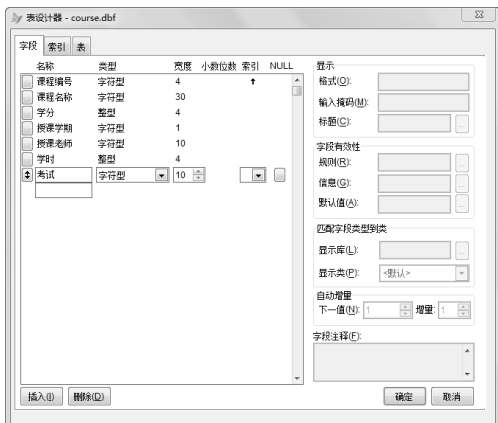 表设计器 - course.dbf
字段 索引 表
名称 类型 宽度 小数位数 索引 NULL
课程编号 字符型 4 ↑
课程名称 字符型 30
学分 整型 4
授课学期 字符型 1
授课老师 字符型 10
学时 整型 4
考试 字符型 10
插入(I) 删除(D)
显示
格式(O):
输入掩码(M):
标题(C):
字段有效性
规则(R):
信息(G):
默认值(A):
匹配字段类型到类
显示库(L):
显示类(P): <默认>
自动增量
下一值(N): 1 增量: 1
字段注释(F):
确定 取消